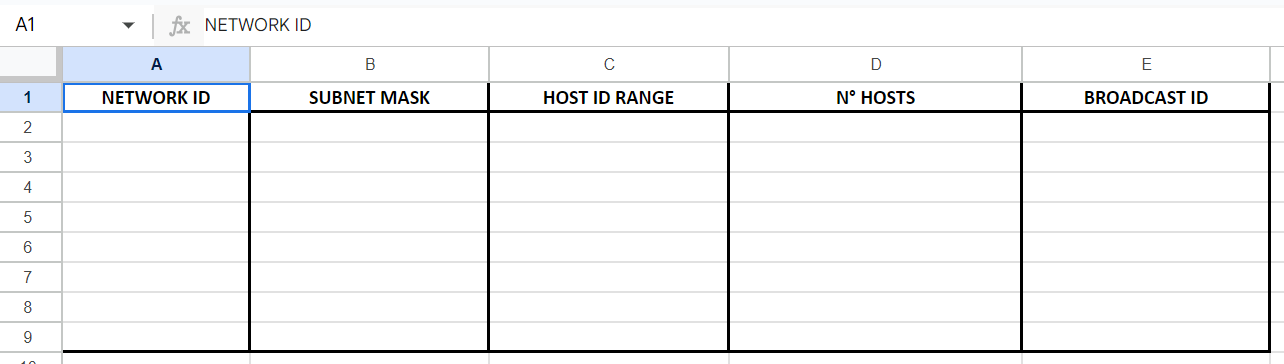 A1 fx NETWORK ID
A B C D E
1 NETWORK ID SUBNET MASK HOST ID RANGE N° HOSTS BROADCAST ID
2
3
4
5
6
7
8
9